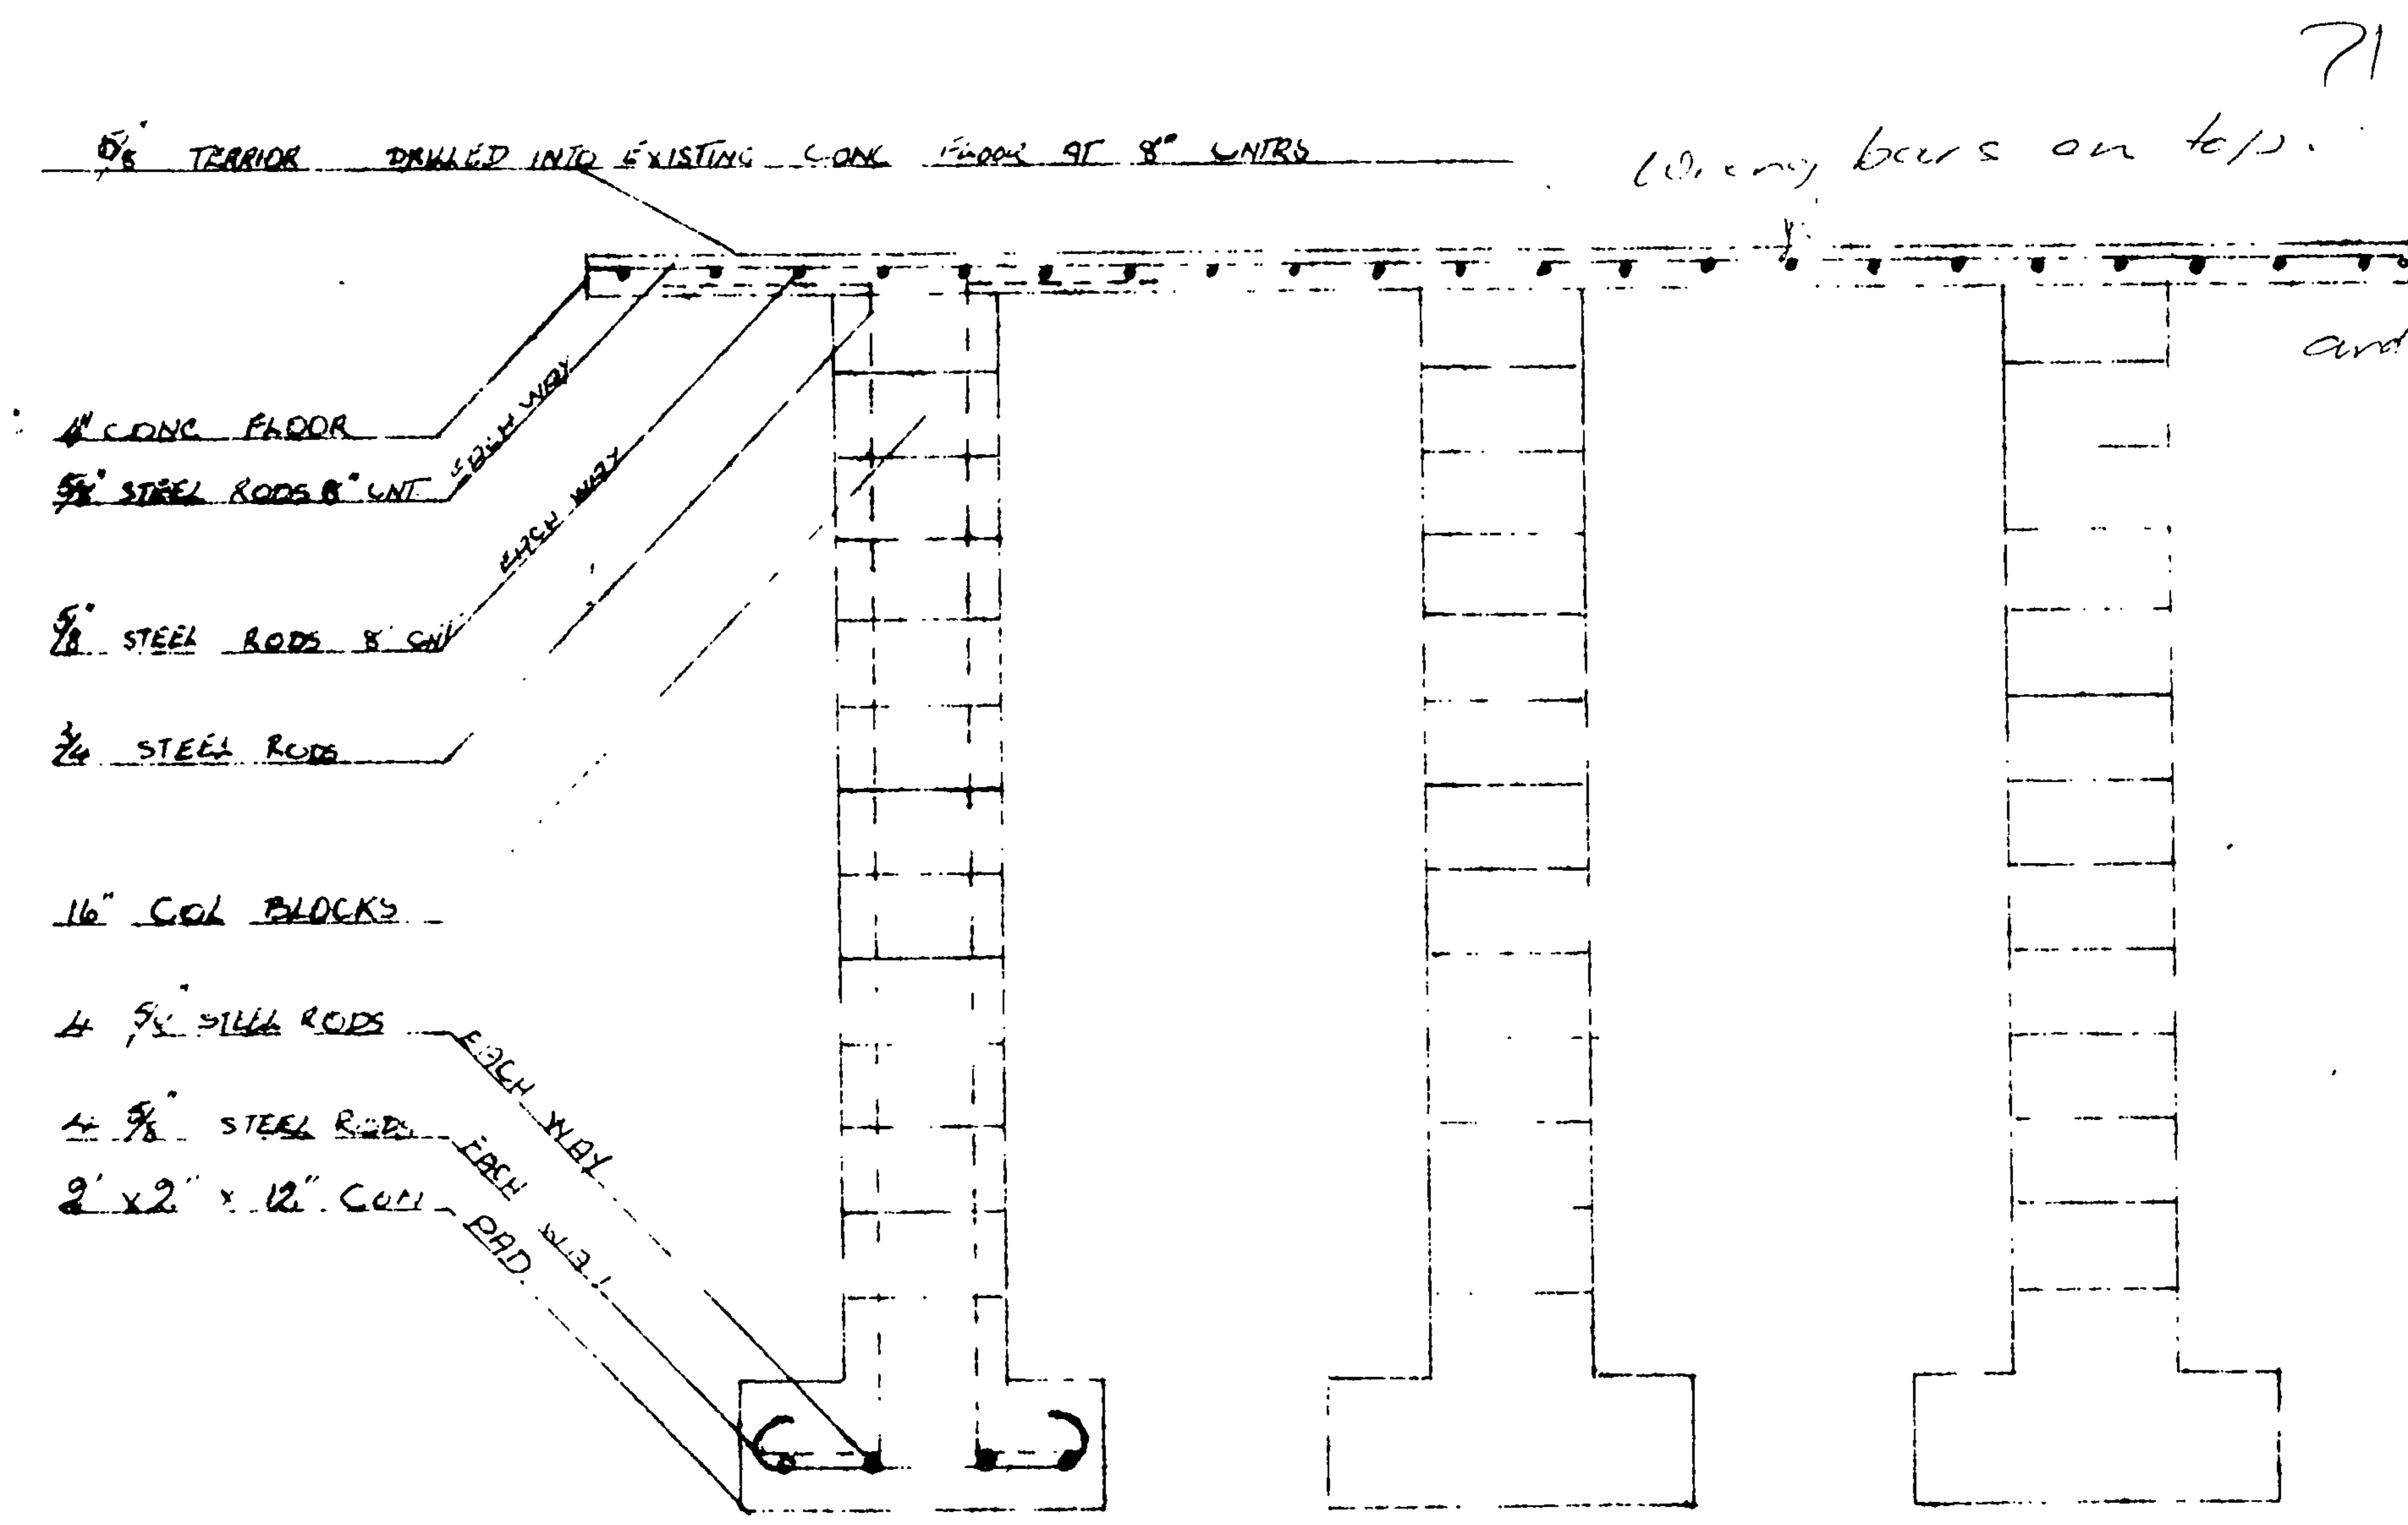 71
5/8" TERRIOR DRILLED INTO EXISTING CONC FLOOR AT 8" CNTRS
bars on top.
and
4" CONC FLOOR
5/8" STEEL RODS 8" CNT. EACH WAY
5/8" STEEL RODS 8" CNT EACH WAY
3/4 STEEL RODS
16" COL BLOCKS
4 5/8" STEEL RODS EACH WAY
4 5/8" STEEL RODS EACH WAY
2' x 2" x 12" CON PAD.